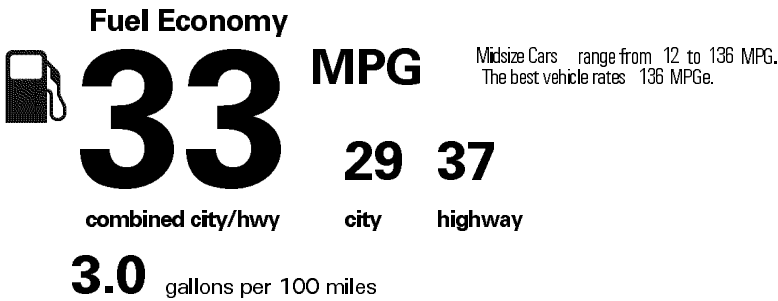 Fuel Economy
33 MPG
Midsize Cars range from 12 to 136 MPG.
The best vehicle rates 136 MPGe.
29 37
combined city/hwy city highway
3.0 gallons per 100 miles